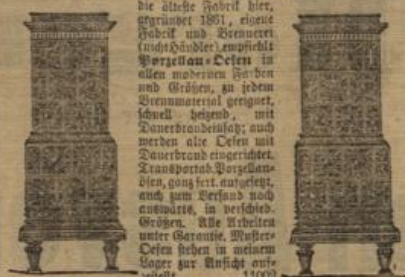 die älteste Fabrik hier,
gegründet 1861, eigene
Fabrik und Brennerei
(nicht Händler) empfiehlt
Porzellan-Oefen in
allen modernen Farben
und Größen, zu jedem
Brennmaterial geeignet,
schnell heizend, mit
Dauerbrandeinsatz; auch
werden alte Oefen mit
Dauerbrand eingerichtet.
Transportab. Porzellan-
öfen, ganz fert. aufgesetzt,
auch zum Versand nach
auswärts, in verschied.
Größen. Alle Arbeiten
unter Garantie. Muster-
Oefen stehen in meinem
Lager zur Ansicht auf-